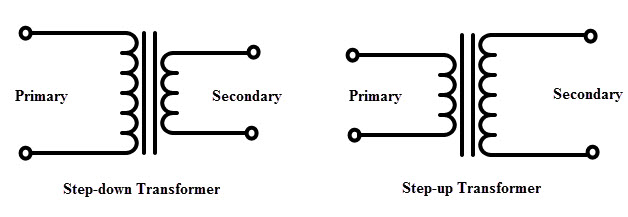 Primary
Secondary
Step-down Transformer
Primary
Secondary
Step-up Transformer